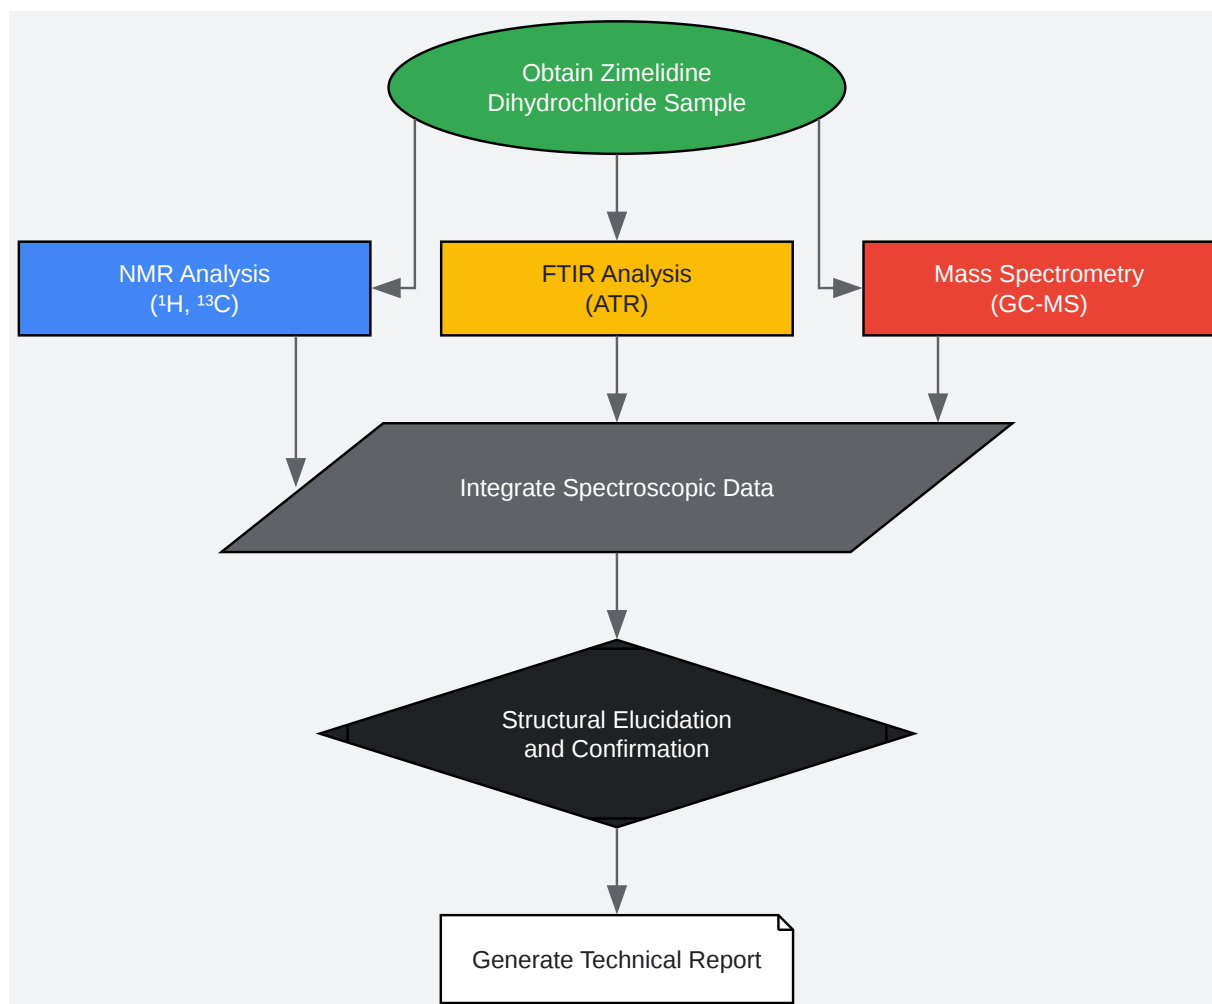 Obtain Zimelidine
Dihydrochloride Sample
NMR Analysis
(¹H, ¹³C)
FTIR Analysis
(ATR)
Mass Spectrometry
(GC-MS)
Integrate Spectroscopic Data
Structural Elucidation
and Confirmation
Generate Technical Report